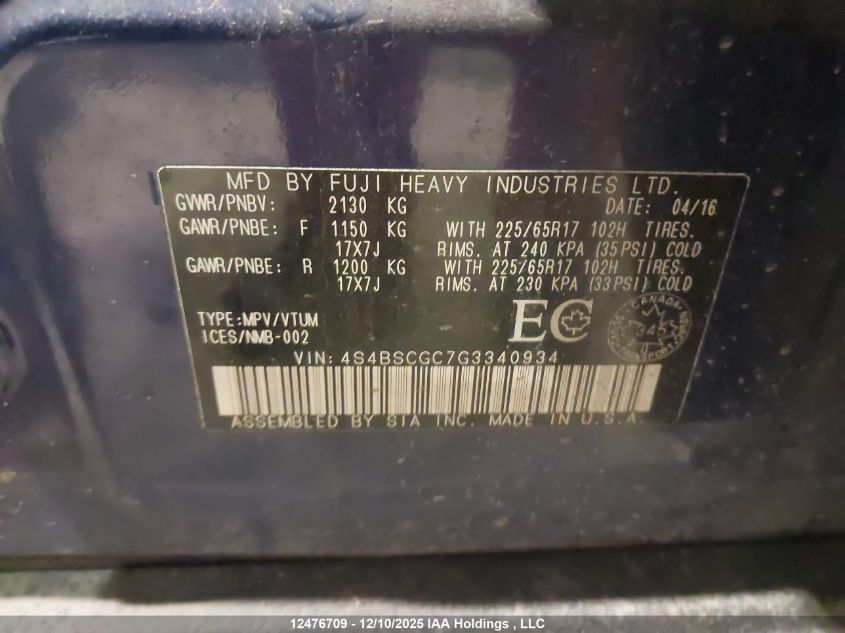 MFD BY FUJI HEAVY INDUSTRIES LTD.
GVWR/PNBV: 2130 KG DATE: 04/16
GAWR/PNBE: F 1150 KG WITH 225/65R17 102H TIRES.
17X7J RIMS. AT 240 KPA (35PSI) COLD
GAWR/PNBE: R 1200 KG WITH 225/65R17 102H TIRES.
17X7J RIMS. AT 230 KPA (33PSI) COLD
TYPE:MPV/VTUM
ICES/NMB-002
EC
CANADA
VIN: 4S4BSCGC7G3340934
ASSEMBLED BY SIA INC. MADE IN U.S.A.
12476709 - 12/10/2025 IAA Holdings , LLC